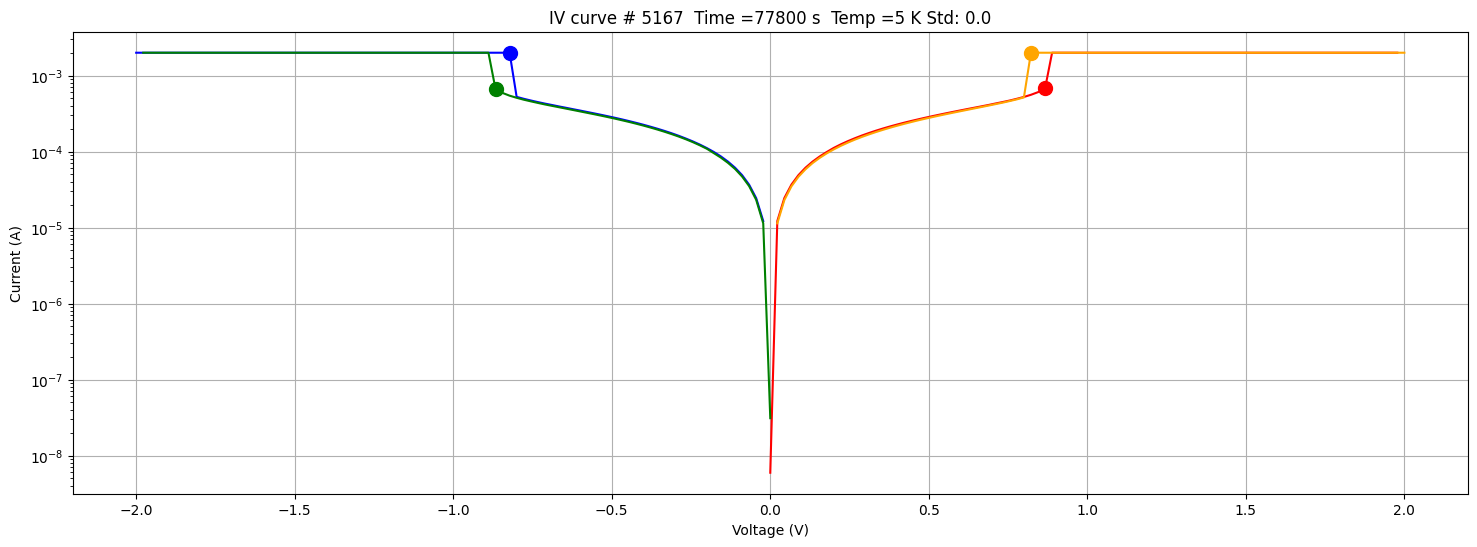 IV curve # 5167  Time =77800 s  Temp =5 K Std: 0.0
Current (A)
10⁻³
10⁻⁴
10⁻⁵
10⁻⁶
10⁻⁷
10⁻⁸
−2.0 −1.5 −1.0 −0.5 0.0 0.5 1.0 1.5 2.0
Voltage (V)